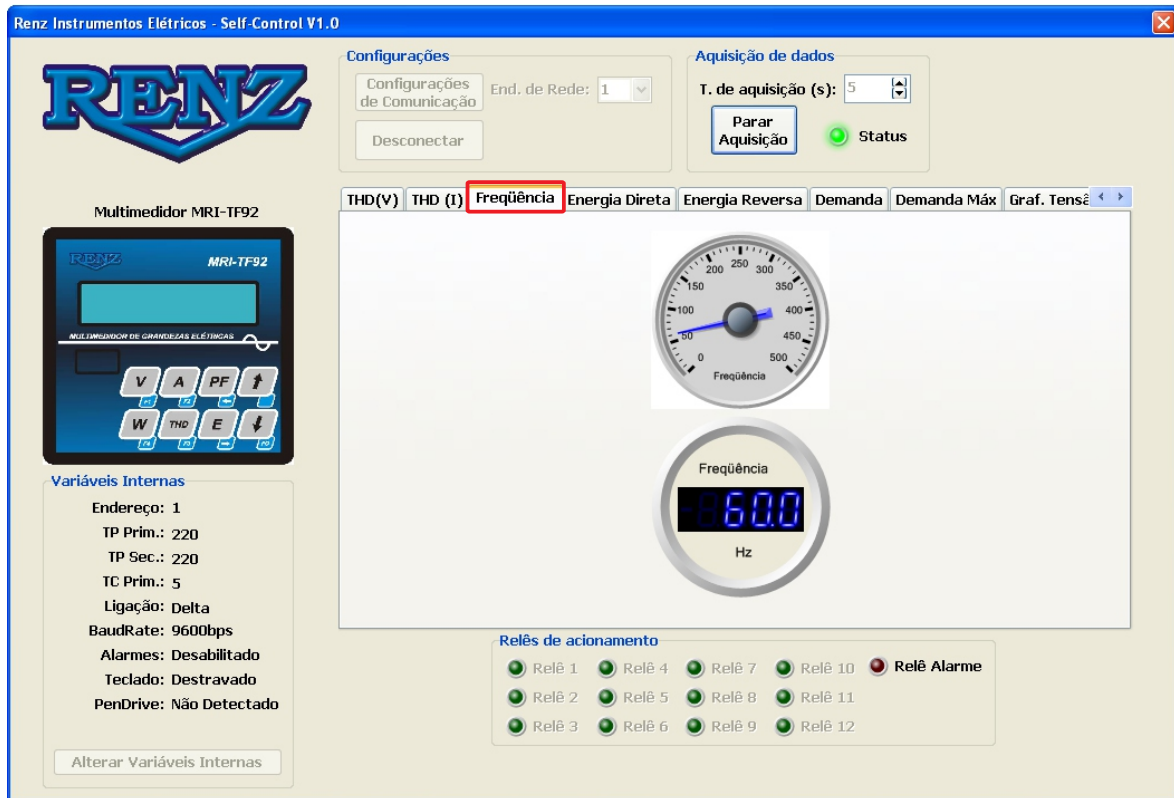 Renz Instrumentos Elétricos - Self-Control V1.0
RENZ
Configurações
Configurações
de Comunicação
End. de Rede: 1
Desconectar
Aquisição de dados
T. de aquisição (s): 5
Parar
Aquisição
Status
Multimedidor MRI-TF92
RENZ
MRI-TF92
MULTIMEDIDOR DE GRANDEZAS ELÉTRICAS
V A PF
F1 F2
W THD E
F4 F5
THD(V) THD (I) Freqüência Energia Direta Energia Reversa Demanda Demanda Máx Graf. Tensã
0 50 100 150 200 250 300 350 400 450 500
Freqüência
Freqüência
60.0
Hz
Variáveis Internas
Endereço: 1
TP Prim.: 220
TP Sec.: 220
TC Prim.: 5
Ligação: Delta
BaudRate: 9600bps
Alarmes: Desabilitado
Teclado: Destravado
PenDrive: Não Detectado
Alterar Variáveis Internas
Relês de acionamento
Relê 1 Relê 4 Relê 7 Relê 10 Relê Alarme
Relê 2 Relê 5 Relê 8 Relê 11
Relê 3 Relê 6 Relê 9 Relê 12